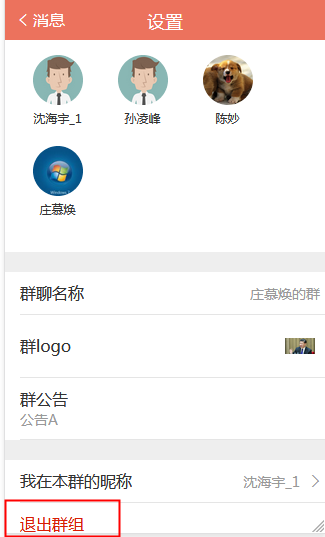 消息 设置
沈海宇_1 孙凌峰 陈妙
庄慕焕
群聊名称 庄慕焕的群
群logo
群公告
公告A
我在本群的昵称 沈海宇_1
退出群组